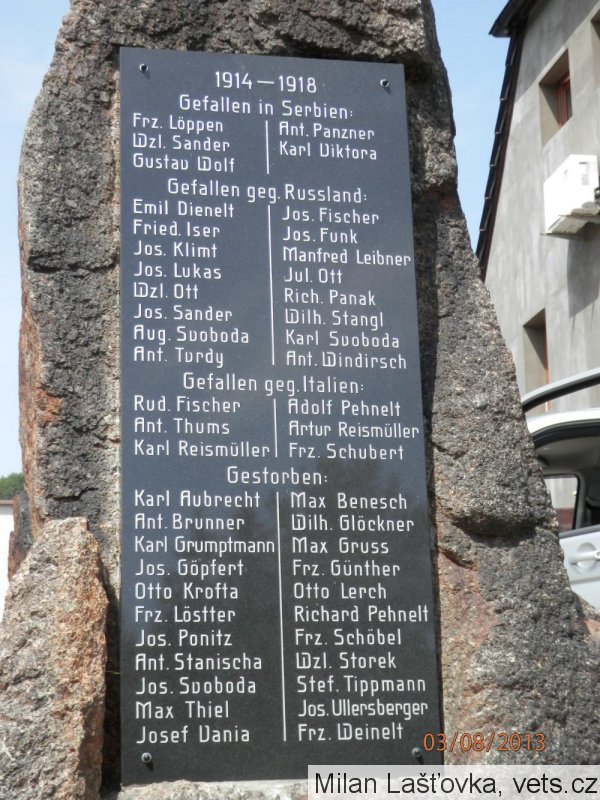 1914 — 1918
Gefallen in Serbien:
Frz. Löppen
Wzl. Sander
Gustav Wolf
Ant. Panzner
Karl Viktora
Gefallen geg. Russland:
Emil Dienelt
Fried. Iser
Jos. Klimt
Jos. Lukas
Wzl. Ott
Jos. Sander
Aug. Svoboda
Ant. Tvrdy
Jos. Fischer
Jos. Funk
Manfred Leibner
Jul. Ott
Rich. Panak
Wilh. Stangl
Karl Svoboda
Ant. Windirsch
Gefallen geg. Italien:
Rud. Fischer
Ant. Thums
Karl Reismüller
Adolf Pehnelt
Artur Reismüller
Frz. Schubert
Gestorben:
Karl Aubrecht
Ant. Brunner
Karl Grumptmann
Jos. Göpfert
Otto Krofta
Frz. Löstter
Jos. Ponitz
Ant. Stanischa
Jos. Svoboda
Max Thiel
Josef Vania
Max Benesch
Wilh. Glöckner
Max Gruss
Frz. Günther
Otto Lerch
Richard Pehnelt
Frz. Schöbel
Wzl. Storek
Stef. Tippmann
Jos. Ullersberger
Frz. Weinelt
03/08/2013
Milan Lašťovka, vets.cz